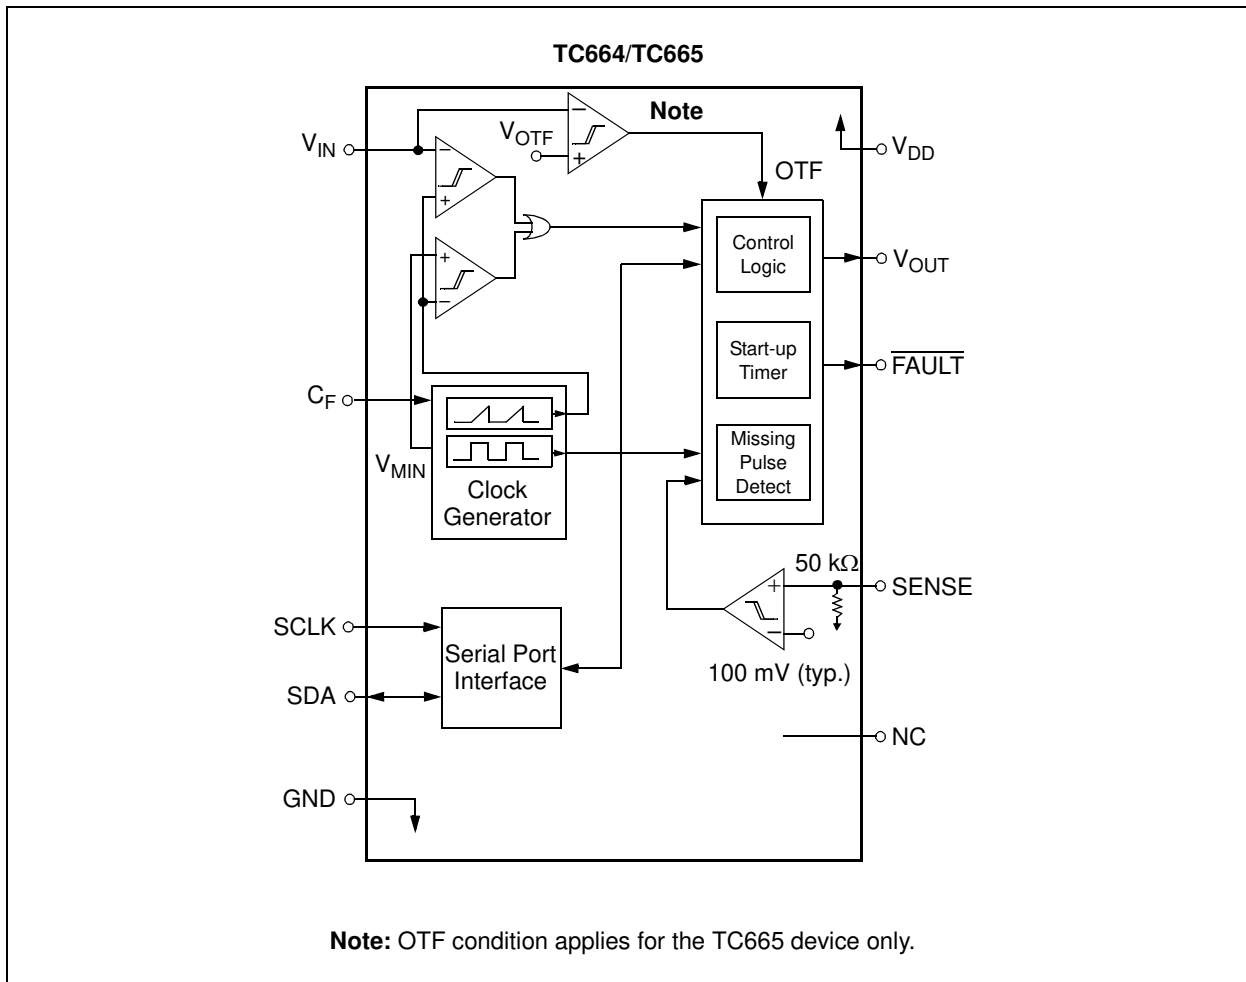 TC664/TC665
Note
VIN
VOTF
−
+
−
+
+
−
OTF
VDD
Control
Logic
VOUT
Start-up
Timer
FAULT
CF
VMIN
Clock
Generator
Missing
Pulse
Detect
50 kΩ
SENSE
+
−
100 mV (typ.)
SCLK
Serial Port
Interface
SDA
NC
GND
Note: OTF condition applies for the TC665 device only.